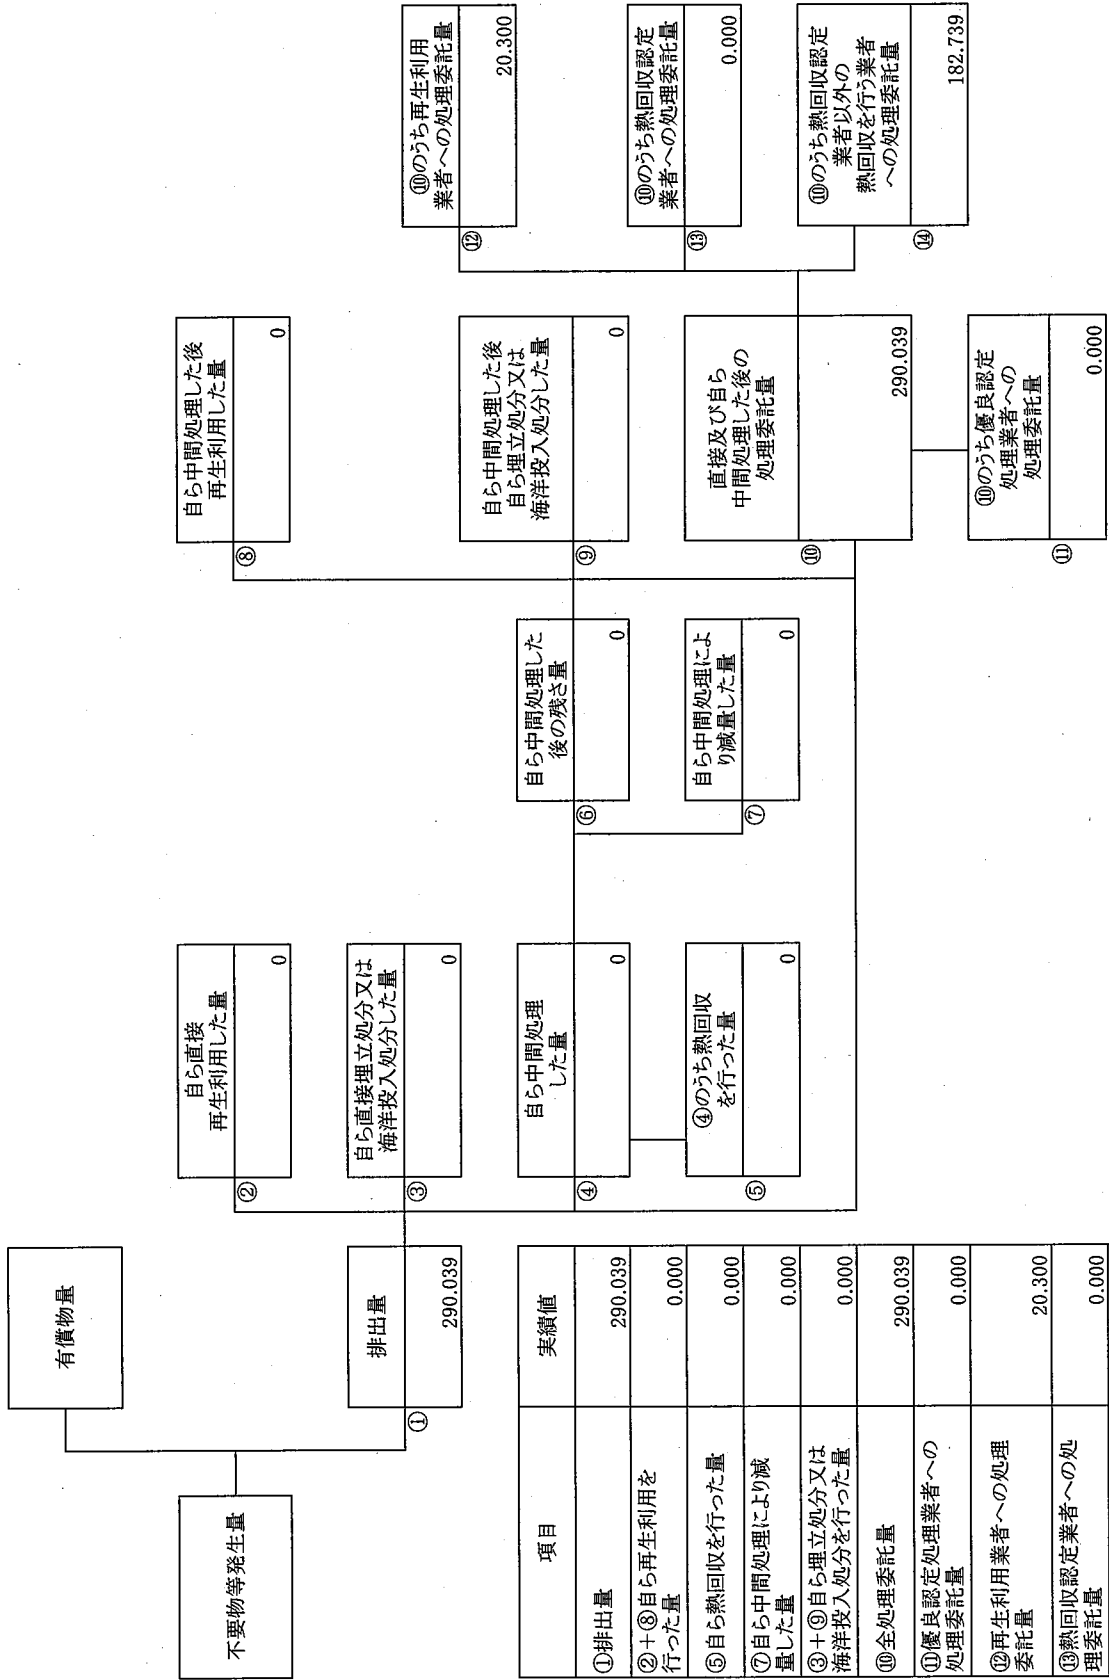 不要物等発生量
有償物量
①
排出量
290.039
②
自ら直接
再生利用した量
0
③
自ら直接埋立処分又は
海洋投入処分した量
0
④
自ら中間処理
した量
0
⑤
④のうち熱回収
を行った量
0
⑥
自ら中間処理した
後の残さ量
0
⑦
自ら中間処理によ
り減量した量
0
⑧
自ら中間処理した後
再生利用した量
0
⑨
自ら中間処理した後
自ら埋立処分又は
海洋投入処分した量
0
⑩
直接及び自ら
中間処理した後の
処理委託量
290.039
⑪
⑩のうち優良認定
処理業者への
処理委託量
0.000
⑫
⑩のうち再生利用
業者への処理委託量
20.300
⑬
⑩のうち熱回収認定
業者への処理委託量
0.000
⑭
⑩のうち熱回収認定
業者以外の
熱回収を行う業者
への処理委託量
182.739
項目 実績値
①排出量 290.039
②+⑧自ら再生利用を
行った量 0.000
⑤自ら熱回収を行った量 0.000
⑦自ら中間処理により減
量した量 0.000
③+⑨自ら埋立処分又は
海洋投入処分を行った量 0.000
⑩全処理委託量 290.039
⑪優良認定処理業者への
処理委託量 0.000
⑫再生利用業者への処理
委託量 20.300
⑬熱回収認定業者への処
理委託量 0.000